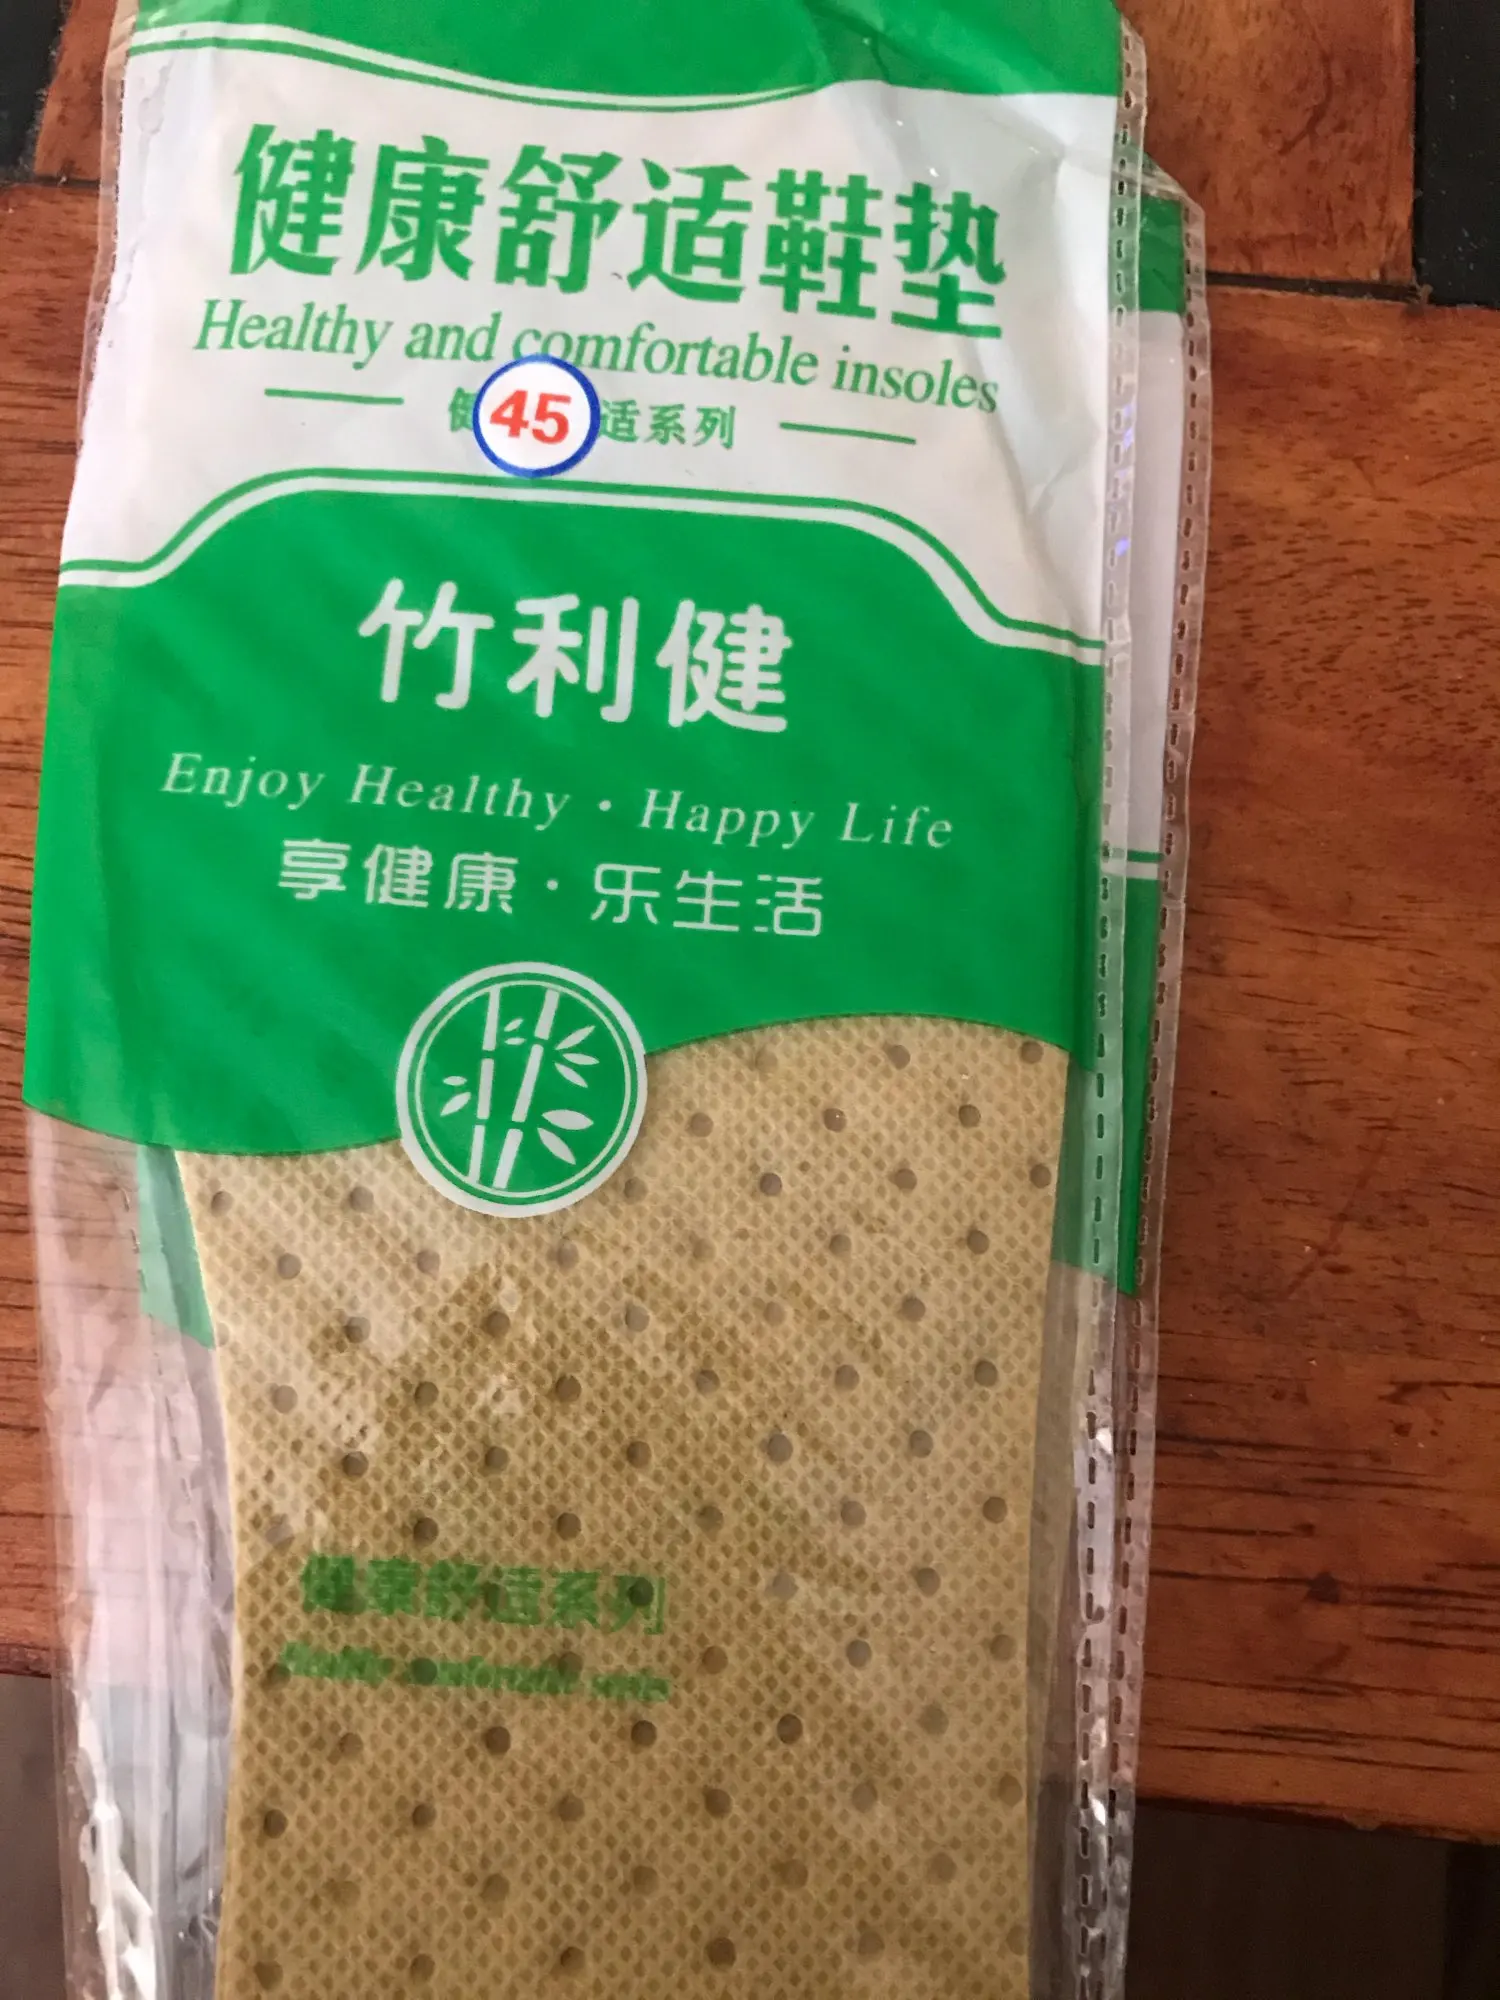 健康舒适鞋垫
Healthy and comfortable insoles
健 适系列
45
竹利健
Enjoy Healthy · Happy Life
享健康 · 乐生活
健康舒适系列